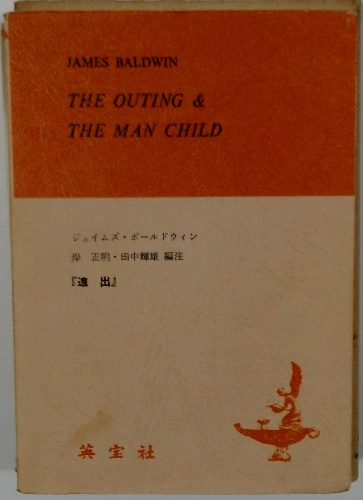 JAMES BALDWIN
THE OUTING &
THE MAN CHILD
ジェイムズ・ボールドウィン
岸 正明・田中輝雄 編注
『遠 出』
英宝社